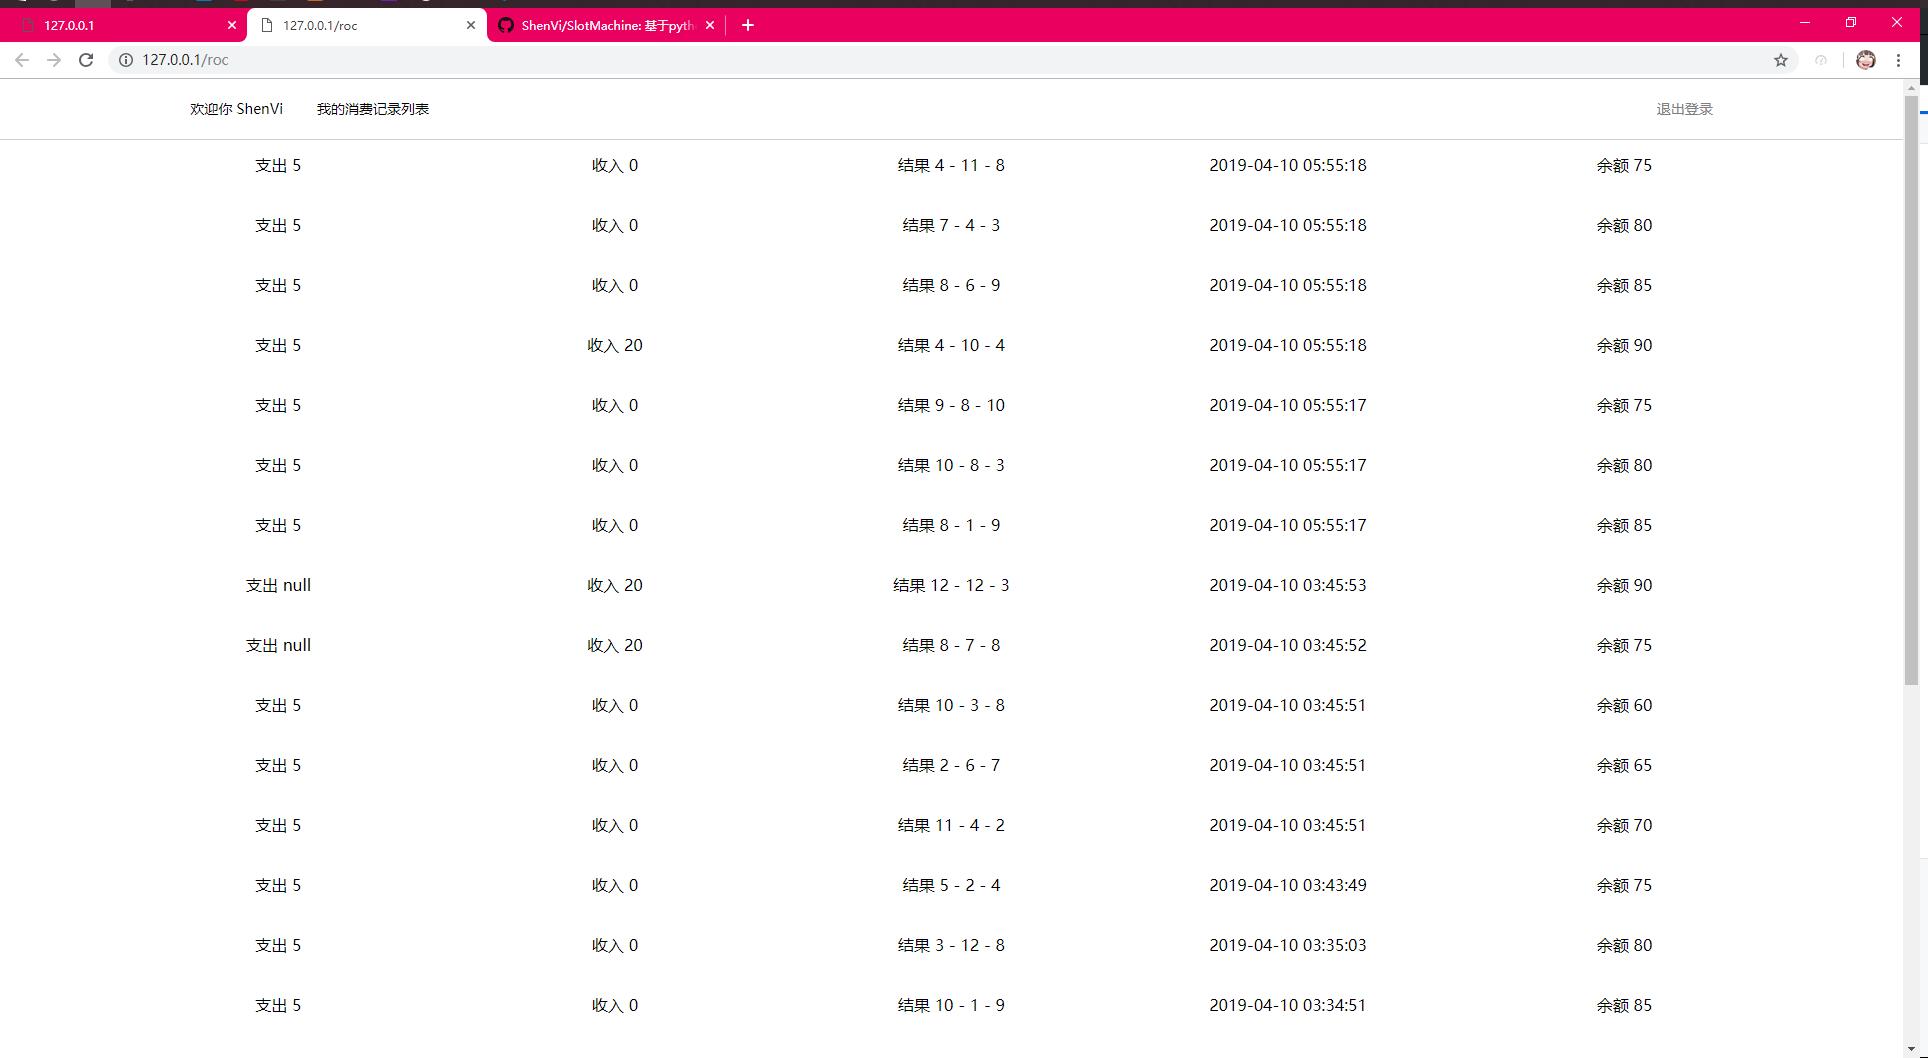 127.0.0.1 127.0.0.1/roc ShenVi/SlotMachine: 基于pyth
127.0.0.1/roc
欢迎你 ShenVi 我的消费记录列表 退出登录
支出 5 收入 0 结果 4 - 11 - 8 2019-04-10 05:55:18 余额 75
支出 5 收入 0 结果 7 - 4 - 3 2019-04-10 05:55:18 余额 80
支出 5 收入 0 结果 8 - 6 - 9 2019-04-10 05:55:18 余额 85
支出 5 收入 20 结果 4 - 10 - 4 2019-04-10 05:55:18 余额 90
支出 5 收入 0 结果 9 - 8 - 10 2019-04-10 05:55:17 余额 75
支出 5 收入 0 结果 10 - 8 - 3 2019-04-10 05:55:17 余额 80
支出 5 收入 0 结果 8 - 1 - 9 2019-04-10 05:55:17 余额 85
支出 null 收入 20 结果 12 - 12 - 3 2019-04-10 03:45:53 余额 90
支出 null 收入 20 结果 8 - 7 - 8 2019-04-10 03:45:52 余额 75
支出 5 收入 0 结果 10 - 3 - 8 2019-04-10 03:45:51 余额 60
支出 5 收入 0 结果 2 - 6 - 7 2019-04-10 03:45:51 余额 65
支出 5 收入 0 结果 11 - 4 - 2 2019-04-10 03:45:51 余额 70
支出 5 收入 0 结果 5 - 2 - 4 2019-04-10 03:43:49 余额 75
支出 5 收入 0 结果 3 - 12 - 8 2019-04-10 03:35:03 余额 80
支出 5 收入 0 结果 10 - 1 - 9 2019-04-10 03:34:51 余额 85